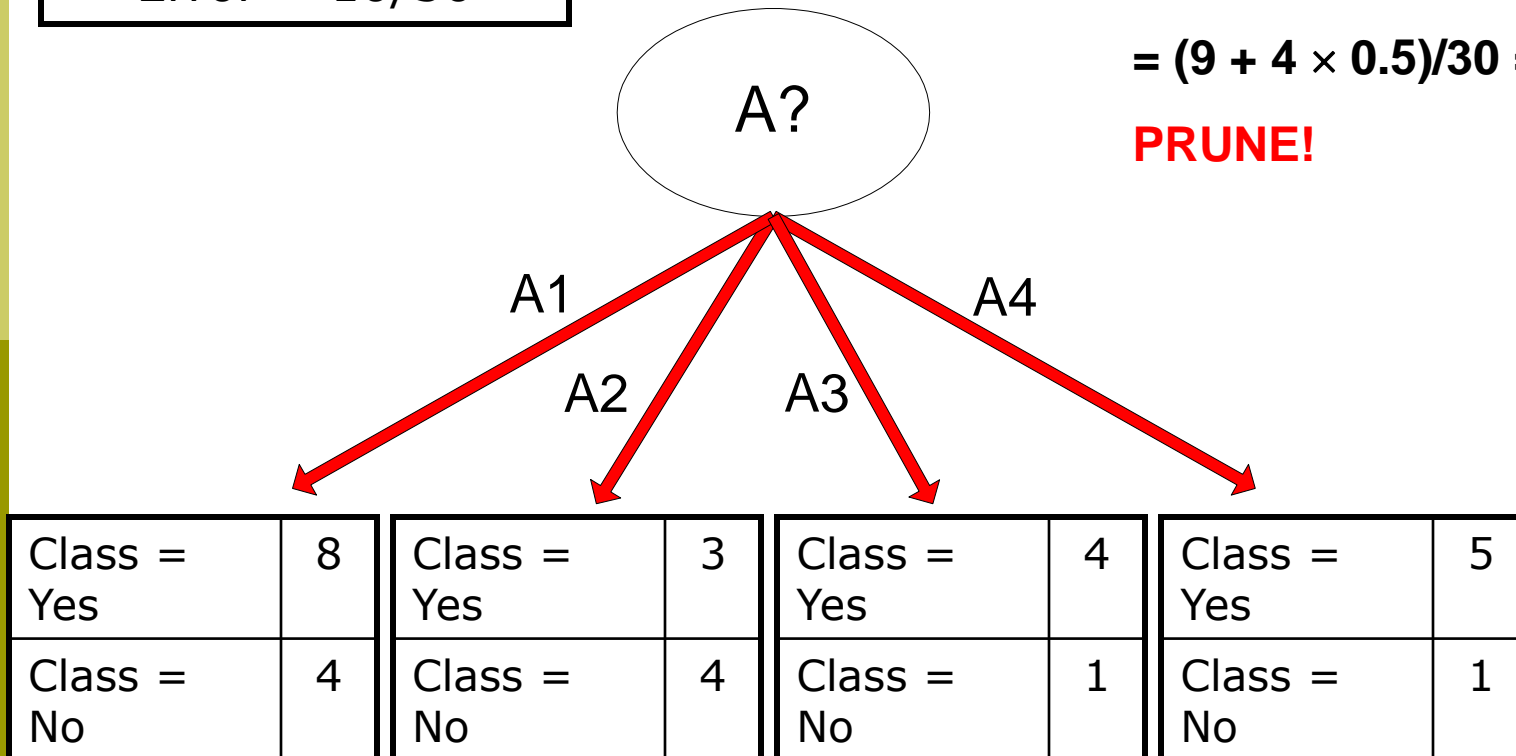 = (9 + 4 × 0.5)/30 =
A?
PRUNE!
A1
A4
A2
A3
Class = Yes 8
Class = No 4
Class = Yes 3
Class = No 4
Class = Yes 4
Class = No 1
Class = Yes 5
Class = No 1